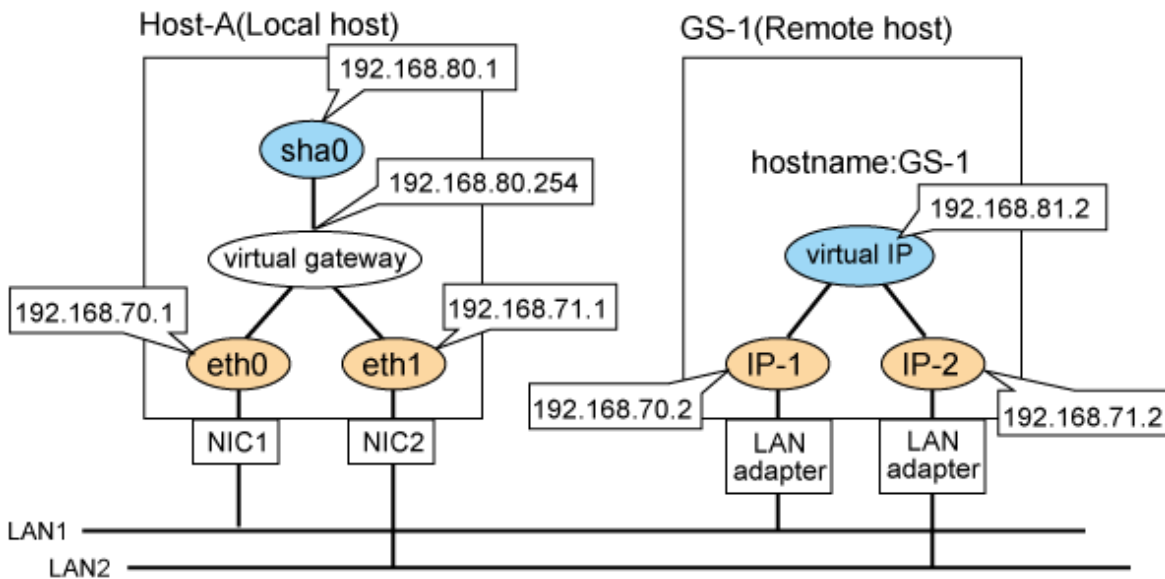 Host-A(Local host)
GS-1(Remote host)
192.168.80.1
sha0
192.168.80.254
hostname:GS-1
192.168.81.2
virtual gateway
virtual IP
192.168.70.1
192.168.71.1
eth0
eth1
IP-1
IP-2
192.168.70.2
192.168.71.2
NIC1
NIC2
LAN
adapter
LAN
adapter
LAN1
LAN2